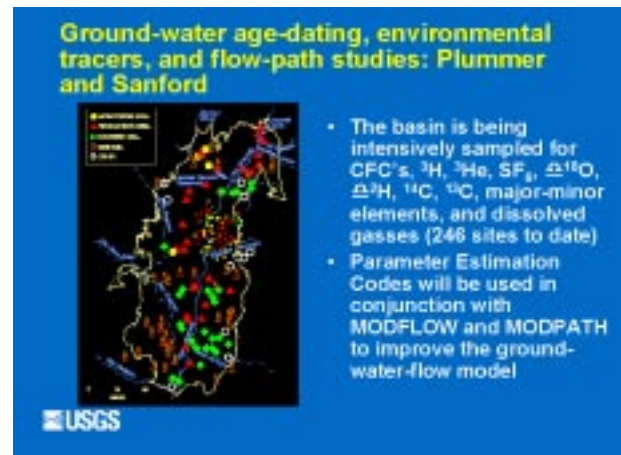 Ground-water age-dating, environmental
tracers, and flow-path studies: Plummer
and Sanford
• The basin is being
intensively sampled for
CFC's, ³H, ³He, SF₆, ♎¹⁸O,
♎²H, ¹⁴C, ¹³C, major-minor
elements, and dissolved
gasses (246 sites to date)
• Parameter Estimation
Codes will be used in
conjunction with
MODFLOW and MODPATH
to improve the ground-
water-flow model
USGS